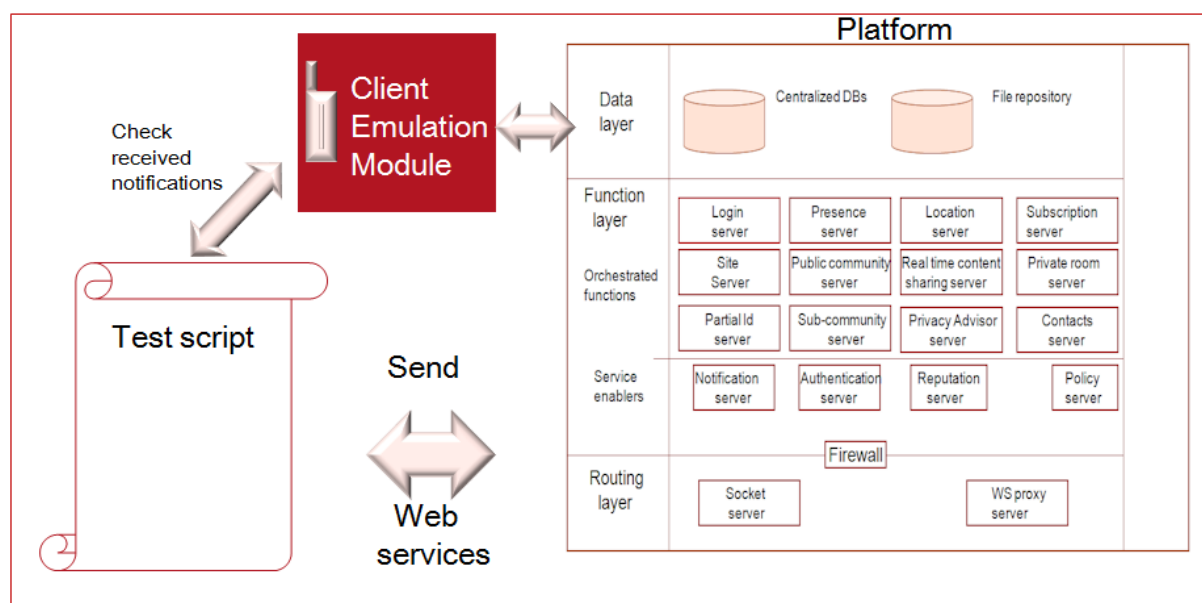 Platform
Client
Emulation
Module
Check
received
notifications
Test script
Send
Web
services
Data
layer
Centralized DBs
File repository
Function
layer
Login
server
Presence
server
Location
server
Subscription
server
Orchestrated
functions
Site
Server
Public community
server
Real time content
sharing server
Private room
server
Partial Id
server
Sub-community
server
Privacy Advisor
server
Contacts
server
Service
enablers
Notification
server
Authentication
server
Reputation
server
Policy
server
Firewall
Routing
layer
Socket
server
WS proxy
server